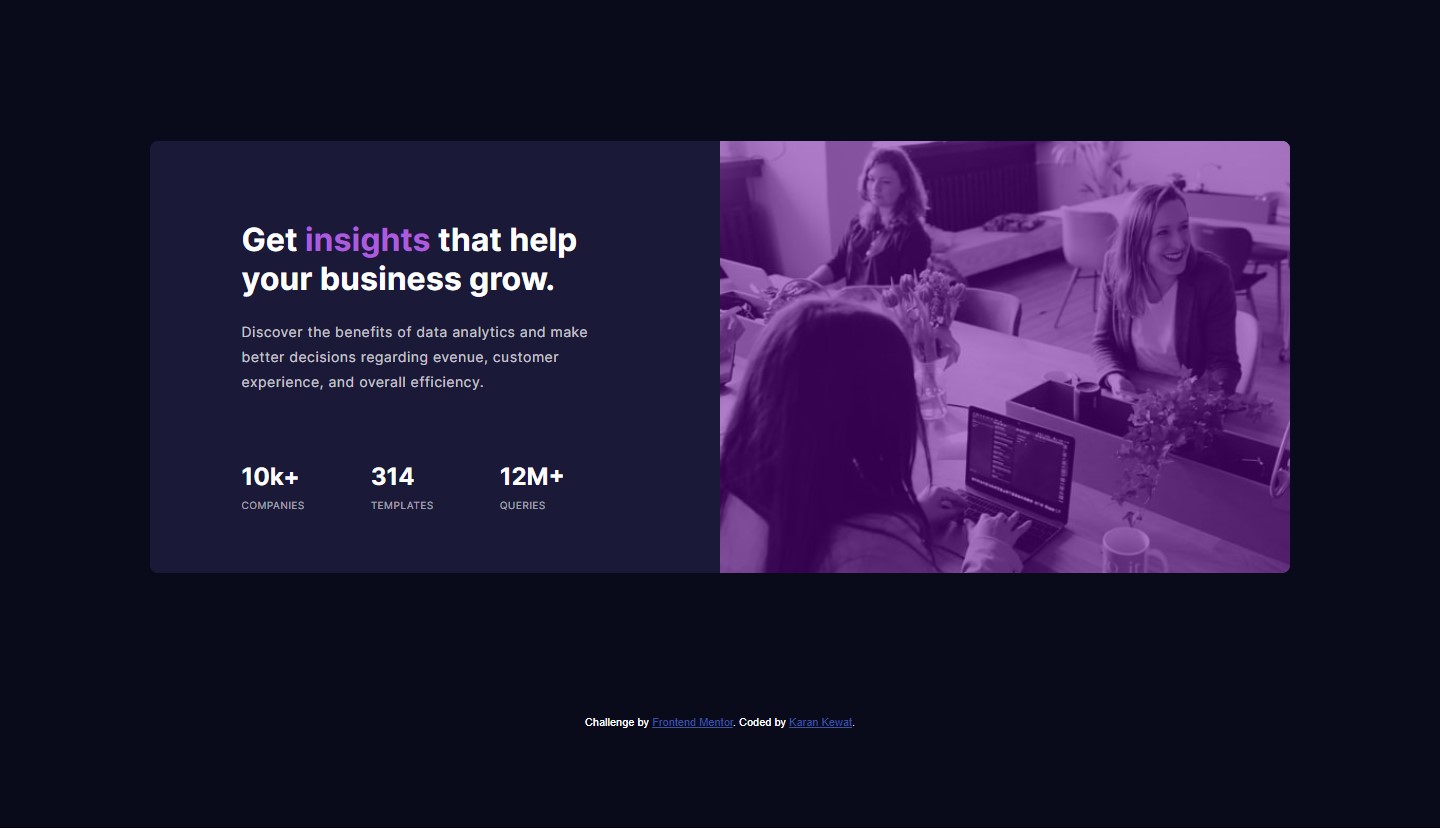 Get insights that help
your business grow.
Discover the benefits of data analytics and make
better decisions regarding evenue, customer
experience, and overall efficiency.
10k+ 314 12M+
COMPANIES TEMPLATES QUERIES
Challenge by Frontend Mentor. Coded by Karan Kewat.